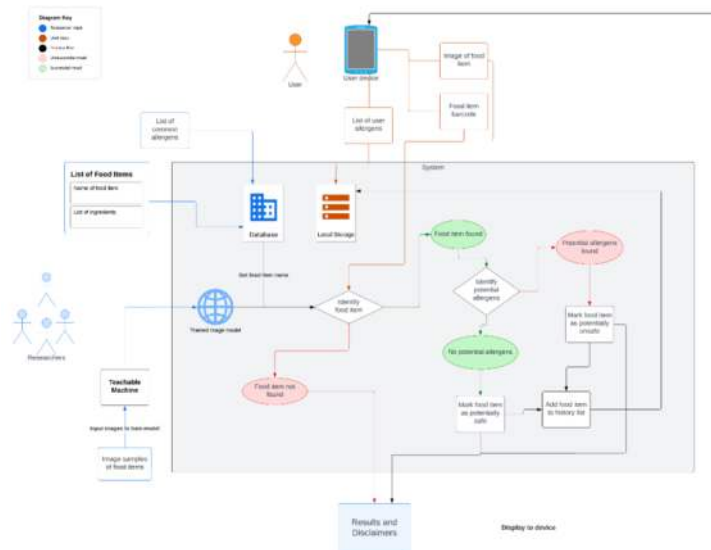 Diagram Key
User
User device
Image of food
item
Food item
barcode
List of
common
allergens
List of user
allergens
System
List of Food Items
Name of food item
List of ingredients
Database
Local Storage
Food item found
Potential allergens
found
Get food item name
Identify
potential
allergens
Researchers
Trained image model
Identify
food item
Mark food item
as potentially
unsafe
No potential allergens
Teachable
Machine
Food item not
found
Mark food item
as potentially
safe
Add food item
to history list
Input images to train model
Image samples
of food items
Results and
Disclaimers
Display to device